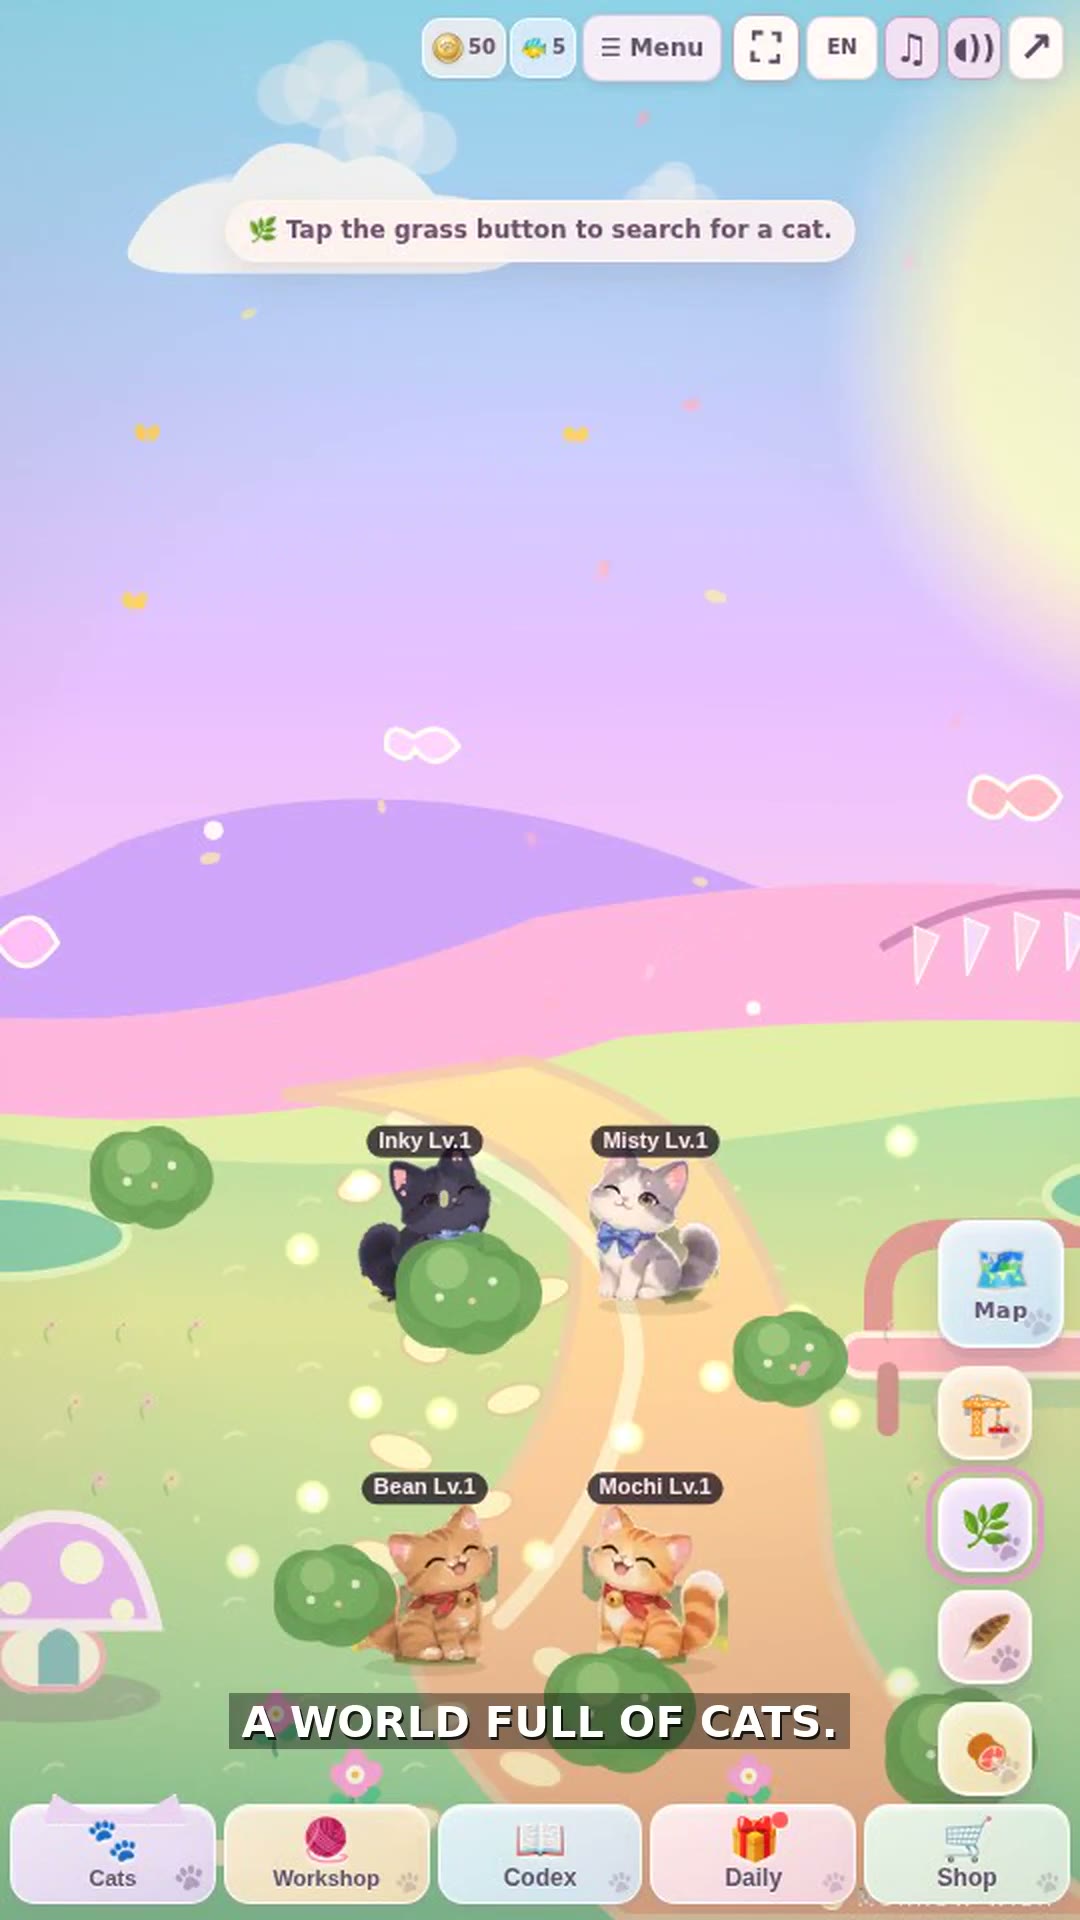 50
5
☰ Menu
EN
Tap the grass button to search for a cat.
Inky Lv.1
Misty Lv.1
Map
Bean Lv.1
Mochi Lv.1
A WORLD FULL OF CATS.
Cats
Workshop
Codex
Daily
Shop